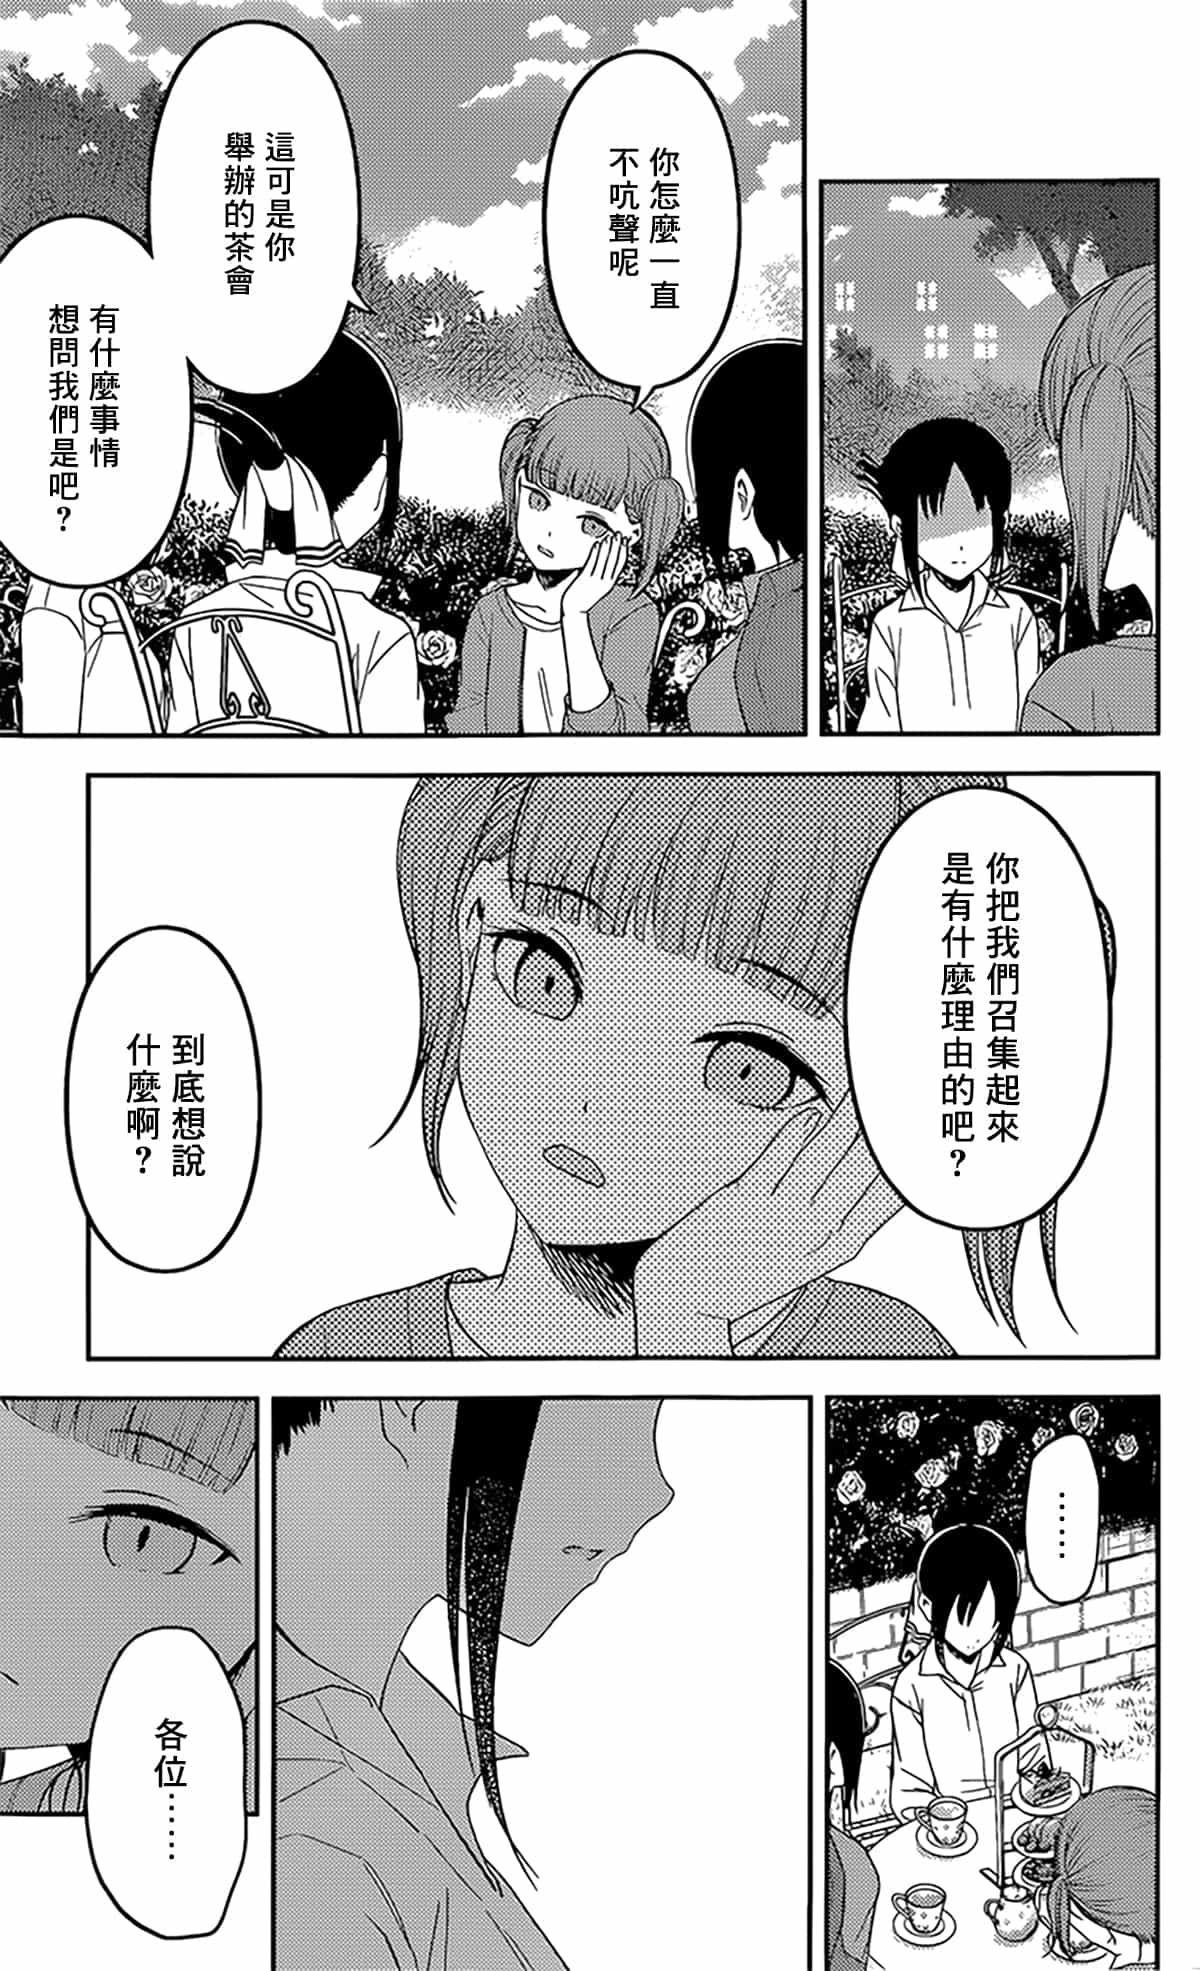 你怎麼一直
不吭聲呢
這可是你
舉辦的茶會
有什麼事情
想問我們是吧？
你把我們召集起來
是有什麼理由的吧？
到底想說
什麼啊？
……
各位……